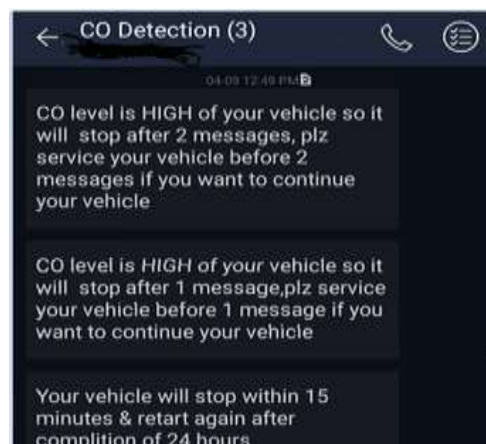 CO Detection (3)
04-09 12:49 PM
CO level is HIGH of your vehicle so it
will stop after 2 messages, plz
service your vehicle before 2
messages if you want to continue
your vehicle
CO level is HIGH of your vehicle so it
will stop after 1 message,plz service
your vehicle before 1 message if you
want to continue your vehicle
Your vehicle will stop within 15
minutes & retart again after
complition of 24 hours